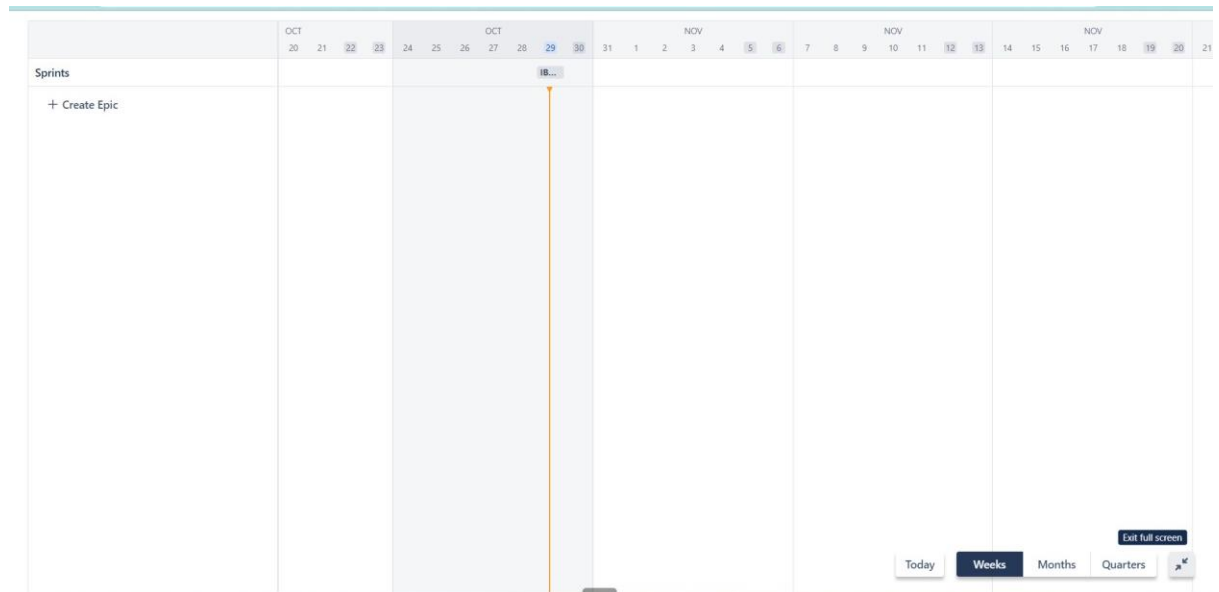 OCT OCT NOV NOV NOV
20 21 22 23 24 25 26 27 28 29 30 31 1 2 3 4 5 6 7 8 9 10 11 12 13 14 15 16 17 18 19 20 21
Sprints IB...
+ Create Epic
Exit full screen
Today Weeks Months Quarters